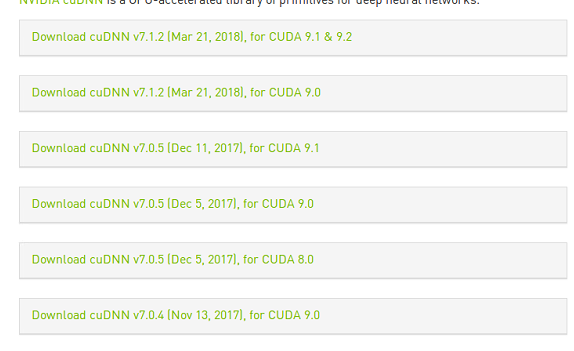 NVIDIA cuDNN is a GPU-accelerated library of primitives for deep neural networks.
Download cuDNN v7.1.2 (Mar 21, 2018), for CUDA 9.1 & 9.2
Download cuDNN v7.1.2 (Mar 21, 2018), for CUDA 9.0
Download cuDNN v7.0.5 (Dec 11, 2017), for CUDA 9.1
Download cuDNN v7.0.5 (Dec 5, 2017), for CUDA 9.0
Download cuDNN v7.0.5 (Dec 5, 2017), for CUDA 8.0
Download cuDNN v7.0.4 (Nov 13, 2017), for CUDA 9.0